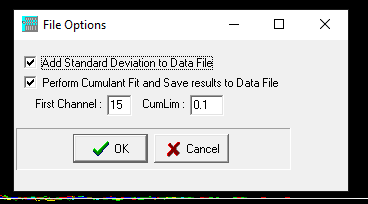 File Options
Add Standard Deviation to Data File
Perform Cumulant Fit and Save results to Data File
First Channel : 15 CumLim : 0.1
OK Cancel